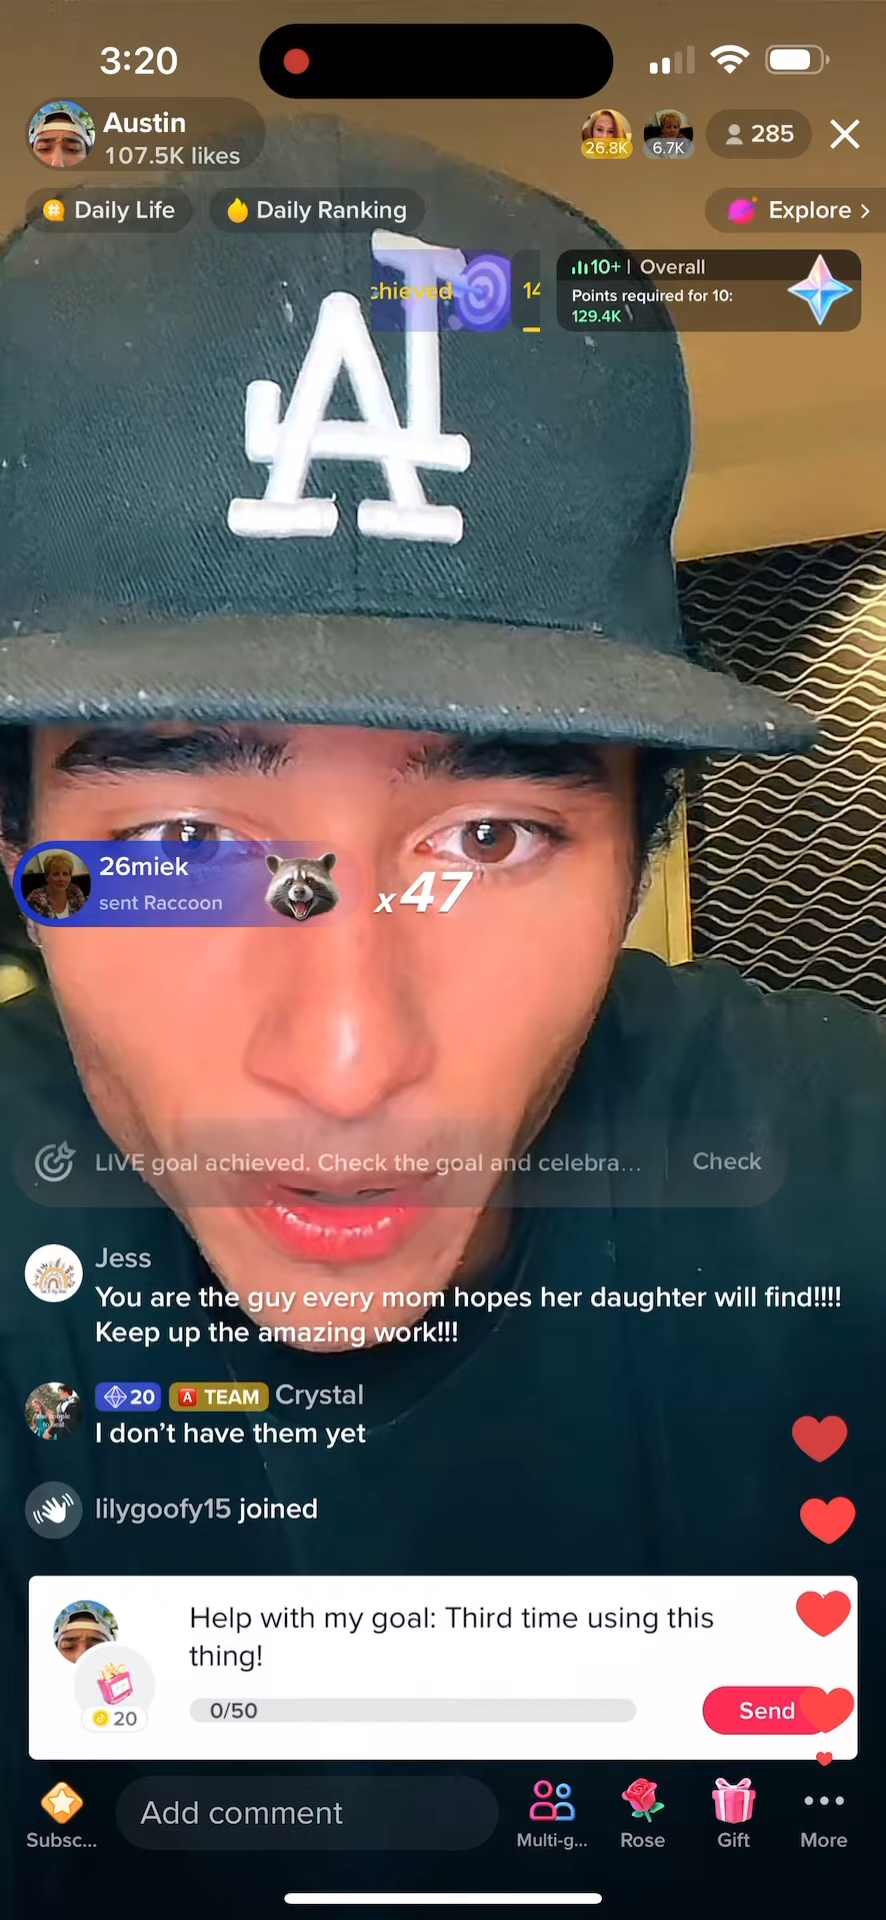 3:20
Austin
107.5K likes
26.8K
6.7K
285
Daily Life
Daily Ranking
Explore >
chieved
14
10+ | Overall
Points required for 10:
129.4K
LA
26miek
sent Raccoon
x47
LIVE goal achieved. Check the goal and celebra...
Check
Jess
You are the guy every mom hopes her daughter will find!!!!
Keep up the amazing work!!!
20 A TEAM Crystal
I don't have them yet
lilygoofy15 joined
Help with my goal: Third time using this
thing!
20
0/50
Send
Add comment
Subsc...
Multi-g...
Rose
Gift
More